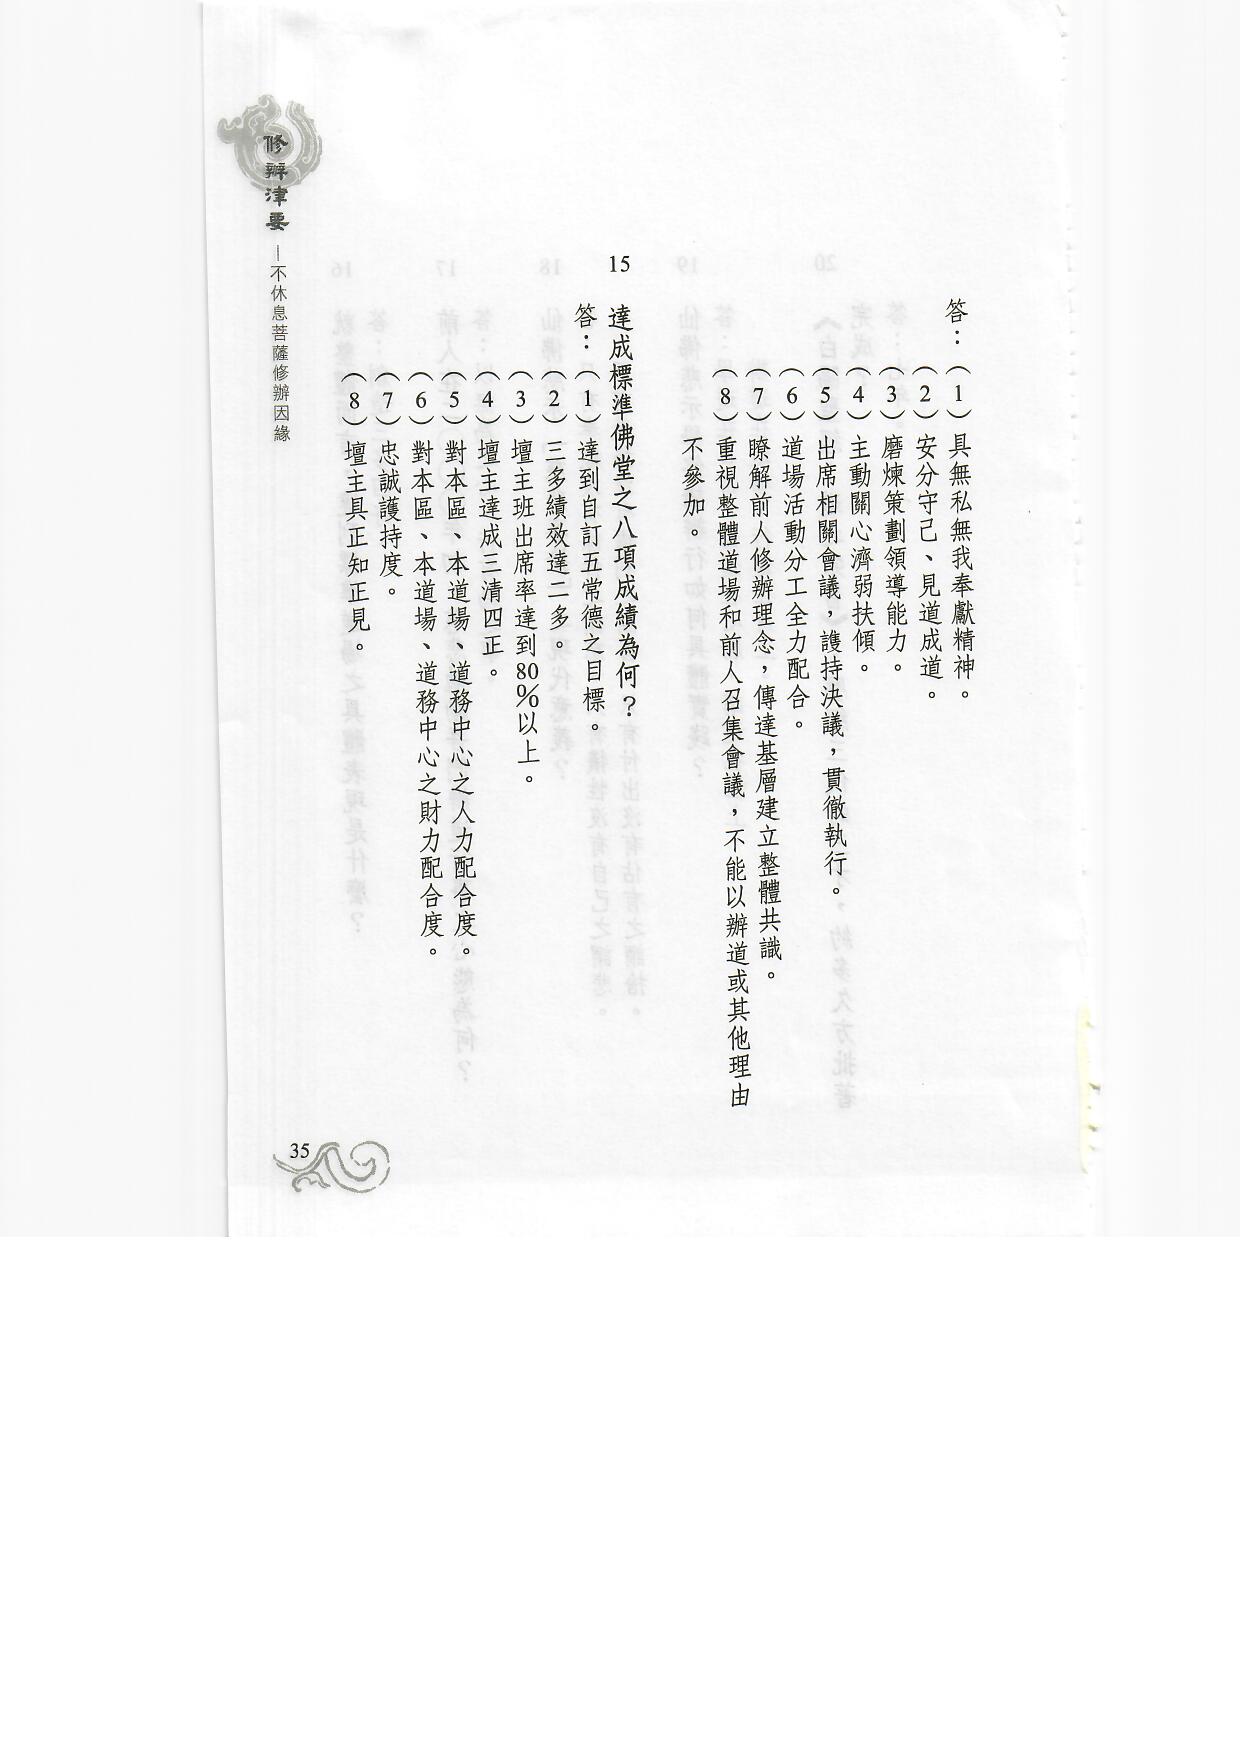 答：（1）具無私無我奉獻精神。
（2）安分守己、見道成道。
（3）磨煉策劃領導能力。
（4）主動關心濟弱扶傾。
（5）出席相關會議，護持決議，貫徹執行。
（6）道場活動分工全力配合。
（7）瞭解前人修辦理念，傳達基層建立整體共識。
（8）重視整體道場和前人召集會議，不能以辦道或其他理由
不參加。
15 達成標準佛堂之八項成績為何？
答：（1）達到自訂五常德之目標。
（2）三多績效達二多。
（3）壇主班出席率達到80%以上。
（4）壇主達成三清四正。
（5）對本區、本道場、道務中心之人力配合度。
（6）對本區、本道場、道務中心之財力配合度。
（7）忠誠護持度。
（8）壇主具正知正見。
修辦津要－不休息菩薩修辦因緣
35